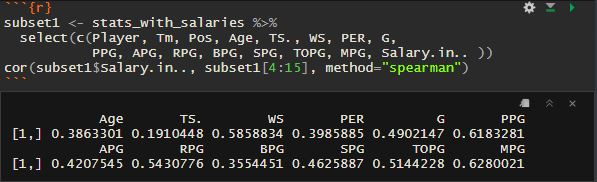 ```{r}
subset1 <- stats_with_salaries %>%
select(c(Player, Tm, Pos, Age, TS., WS, PER, G,
PPG, APG, RPG, BPG, SPG, TOPG, MPG, Salary.in.. ))
cor(subset1$Salary.in.., subset1[4:15], method="spearman")
```
Age TS. WS PER G PPG
[1,] 0.3863301 0.1910448 0.5858834 0.3985885 0.4902147 0.6183281
APG RPG BPG SPG TOPG MPG
[1,] 0.4207545 0.5430776 0.3554451 0.4625887 0.5144228 0.6280021